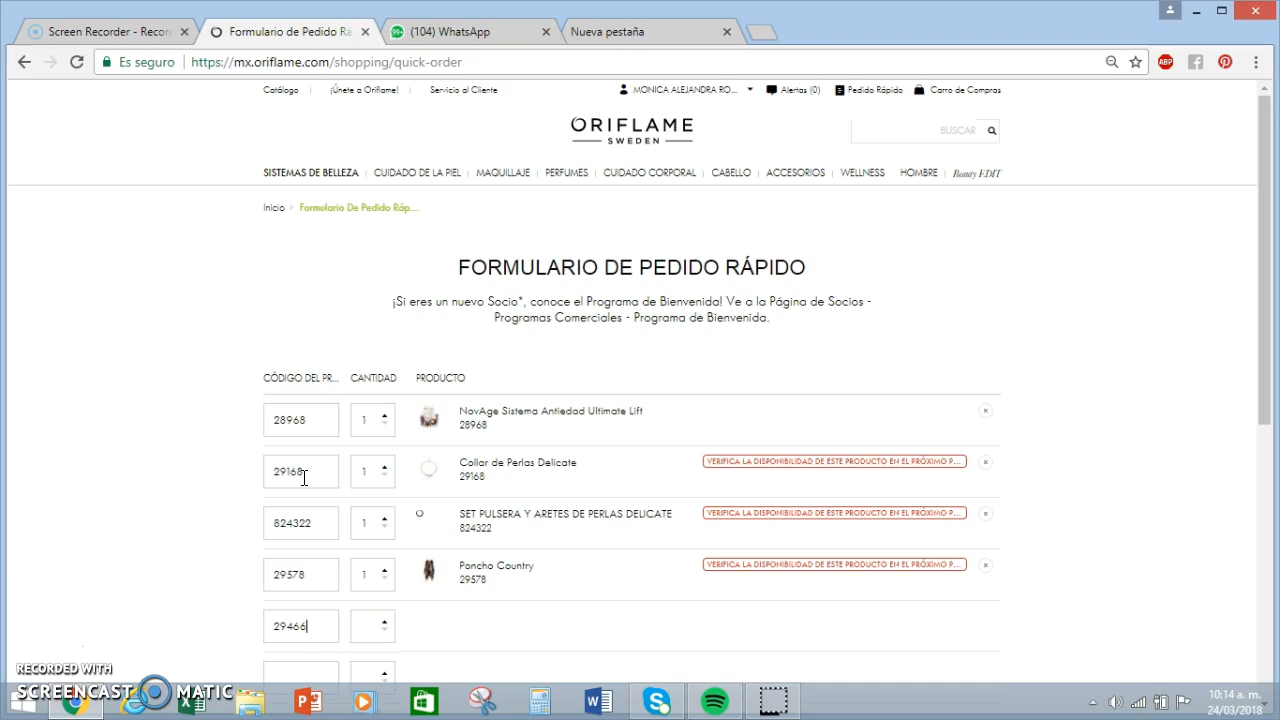 Screen Recorder - Recor
Formulario de Pedido Rá
99+
(104) WhatsApp
Nueva pestaña
Es seguro
https://mx.oriflame.com/shopping/quick-order
ABP
Catálogo
¡Únete a Oriflame!
Servicio al Cliente
MONICA ALEJANDRA RO...
Alertas (0)
Pedido Rápido
Carro de Compras
ORIFLAME
SWEDEN
BUSCAR
SISTEMAS DE BELLEZA
CUIDADO DE LA PIEL
MAQUILLAJE
PERFUMES
CUIDADO CORPORAL
CABELLO
ACCESORIOS
WELLNESS
HOMBRE
Beauty EDIT
Inicio > Formulario De Pedido Ráp...
FORMULARIO DE PEDIDO RÁPIDO
¡Si eres un nuevo Socio*, conoce el Programa de Bienvenida! Ve a la Página de Socios -
Programas Comerciales - Programa de Bienvenida.
CÓDIGO DEL PR... CANTIDAD PRODUCTO
28968 1 NovAge Sistema Antiedad Ultimate Lift
28968
29168 1 Collar de Perlas Delicate VERIFICA LA DISPONIBILIDAD DE ESTE PRODUCTO EN EL PRÓXIMO P...
29168
824322 1 SET PULSERA Y ARETES DE PERLAS DELICATE VERIFICA LA DISPONIBILIDAD DE ESTE PRODUCTO EN EL PRÓXIMO P...
824322
29578 1 Poncho Country VERIFICA LA DISPONIBILIDAD DE ESTE PRODUCTO EN EL PRÓXIMO P...
29578
29466
RECORDED WITH
SCREENCAST MATIC
10:14 a. m.
24/03/2018